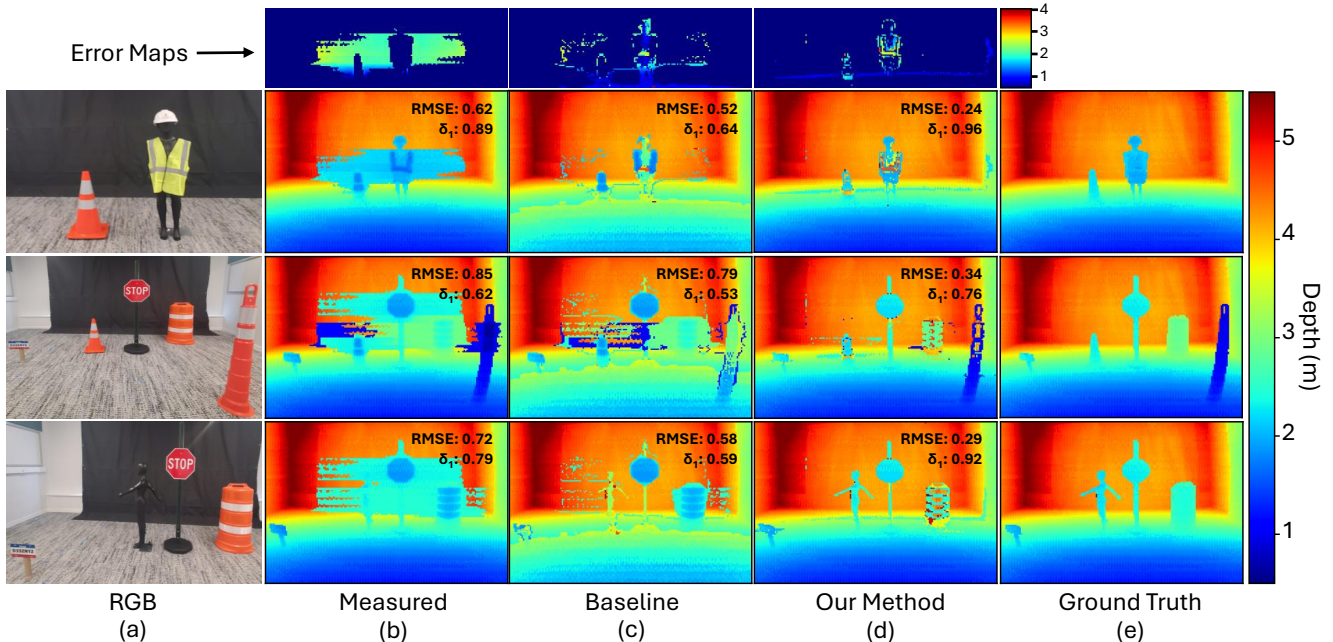 Error Maps
4
3
2
1
RMSE: 0.62
δ1: 0.89
RMSE: 0.52
δ1: 0.64
RMSE: 0.24
δ1: 0.96
STOP
RMSE: 0.85
δ1: 0.62
RMSE: 0.79
δ1: 0.53
RMSE: 0.34
δ1: 0.76
STOP
RMSE: 0.72
δ1: 0.79
RMSE: 0.58
δ1: 0.59
RMSE: 0.29
δ1: 0.92
5
4
3
2
1
Depth (m)
RGB
Measured
Baseline
Our Method
Ground Truth
(a)
(b)
(c)
(d)
(e)